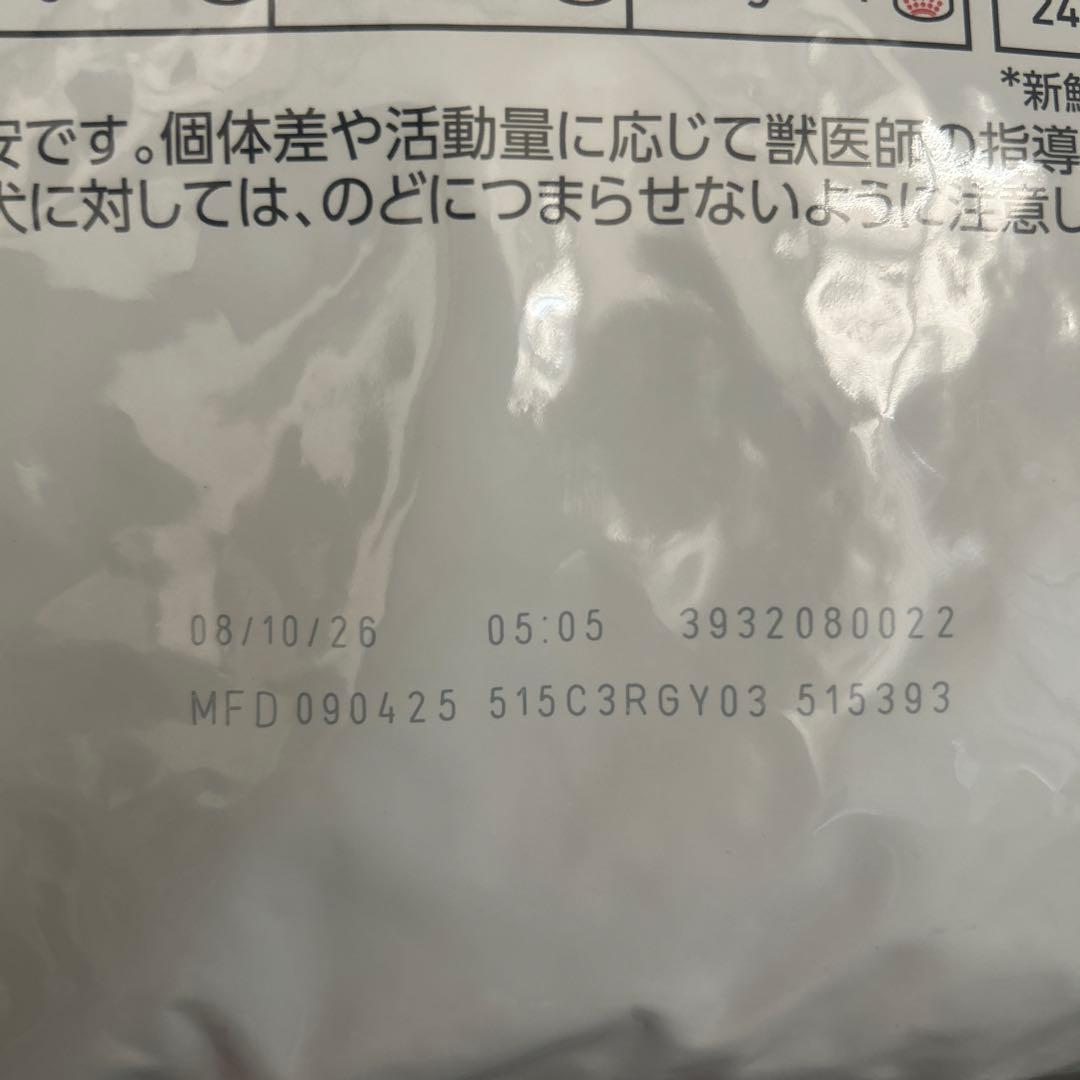 24
*新鮮
安です。個体差や活動量に応じて獣医師の指導
犬に対しては、のどにつまらせないように注意し
08/10/26 05:05 3932080022
MFD 090425 515C3RGY03 515393